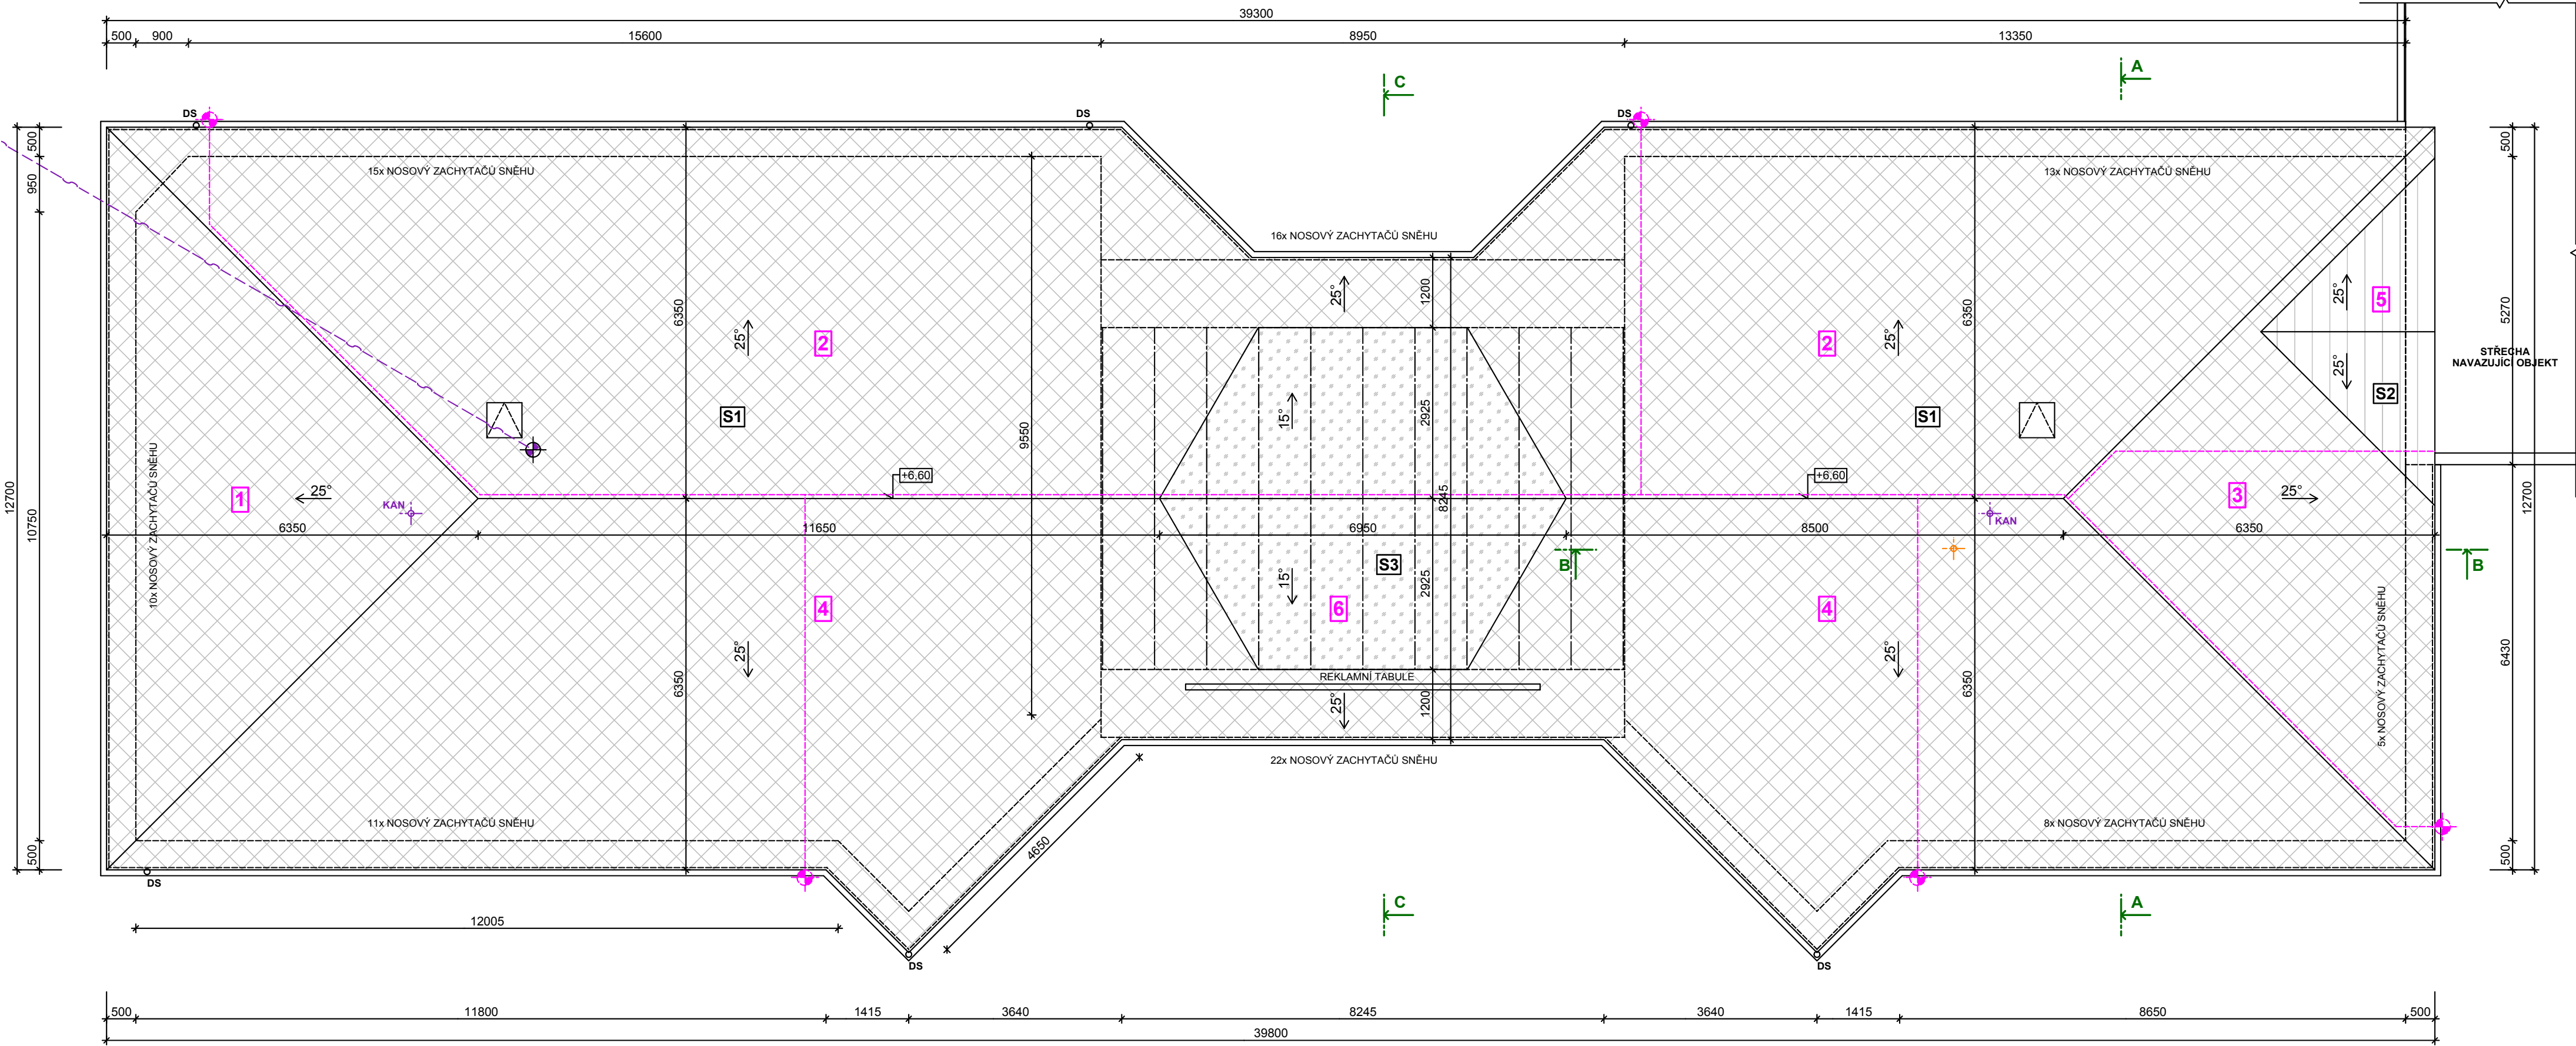 39300
500 900 15600 8950 13350
C A
DS DS DS
500 500
15x NOSOVÝ ZACHYTAČŮ SNĚHU 13x NOSOVÝ ZACHYTAČŮ SNĚHU
950
16x NOSOVÝ ZACHYTAČŮ SNĚHU
25° 1200 25° 5
6350 6350 5270
25° 2 2 25°
STŘECHA
NAVAZUJÍCÍ OBJEKT
25°
S2
S1 15° 2925 S1
9550
+6,60 +6,60
12700 10750 1 25° 8245 3 25° 12700
10x NOSOVÝ ZACHYTAČŮ SNĚHU
KAN KAN
6350 11650 6950 8500 6350
B S3 B
15° 2925
4 6 4
25° 25° 6430
5x NOSOVÝ ZACHYTAČŮ SNĚHU
REKLAMNÍ TABULE
6350 25° 1200 6350
22x NOSOVÝ ZACHYTAČŮ SNĚHU
11x NOSOVÝ ZACHYTAČŮ SNĚHU 8x NOSOVÝ ZACHYTAČŮ SNĚHU
500 4650 500
DS
C A
12005
DS DS
500 11800 1415 3640 8245 3640 1415 8650 500
39800